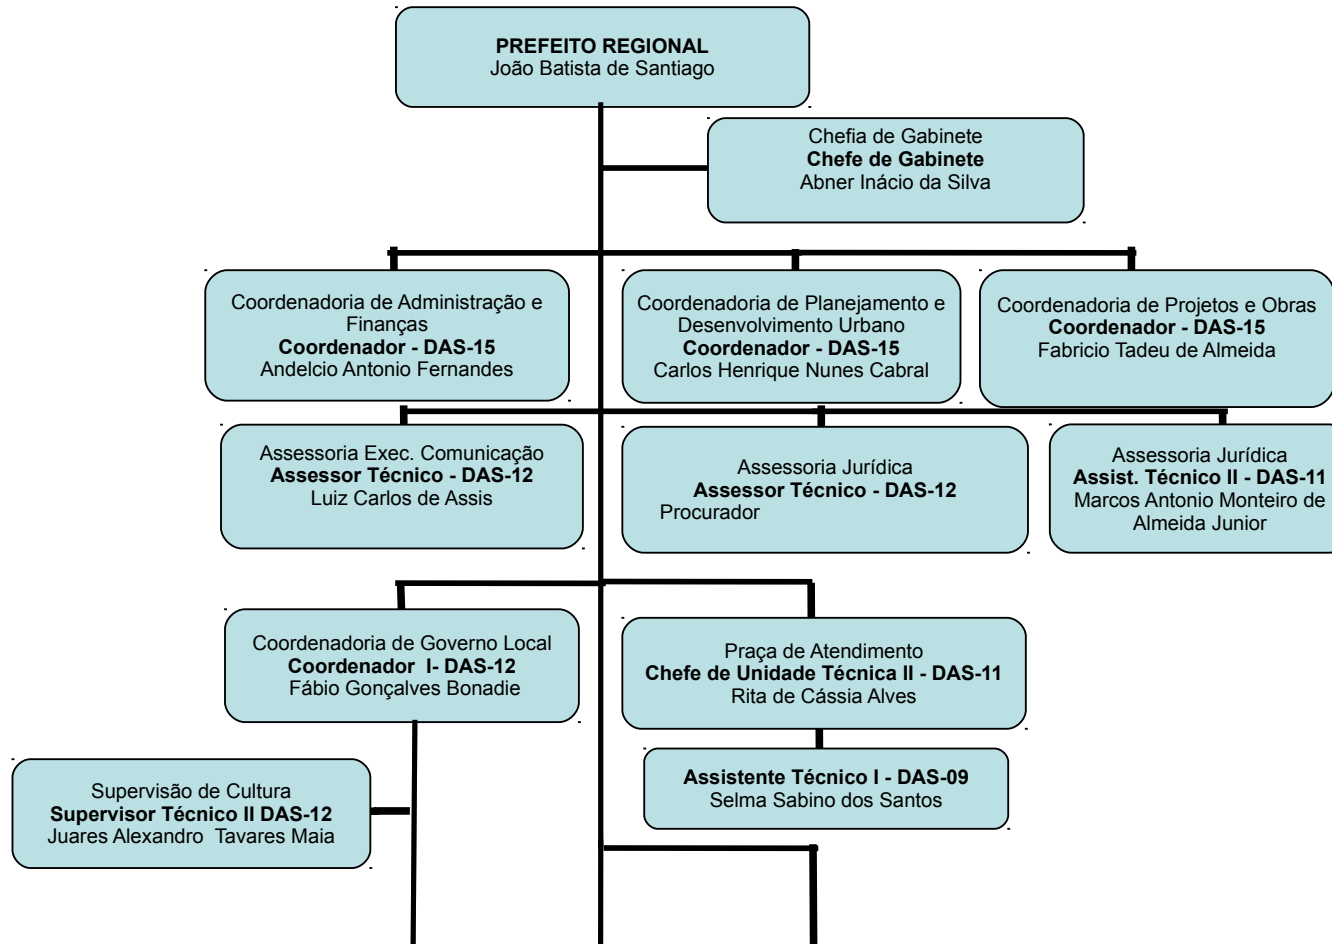 PREFEITO REGIONAL
João Batista de Santiago
Chefia de Gabinete
Chefe de Gabinete
Abner Inácio da Silva
Coordenadoria de Administração e
Finanças
Coordenador - DAS-15
Andelcio Antonio Fernandes
Coordenadoria de Planejamento e
Desenvolvimento Urbano
Coordenador - DAS-15
Carlos Henrique Nunes Cabral
Coordenadoria de Projetos e Obras
Coordenador - DAS-15
Fabricio Tadeu de Almeida
Assessoria Exec. Comunicação
Assessor Técnico - DAS-12
Luiz Carlos de Assis
Assessoria Jurídica
Assessor Técnico - DAS-12
Procurador
Assessoria Jurídica
Assist. Técnico II - DAS-11
Marcos Antonio Monteiro de
Almeida Junior
Coordenadoria de Governo Local
Coordenador  I- DAS-12
Fábio Gonçalves Bonadie
Praça de Atendimento
Chefe de Unidade Técnica II - DAS-11
Rita de Cássia Alves
Assistente Técnico I - DAS-09
Selma Sabino dos Santos
Supervisão de Cultura
Supervisor Técnico II DAS-12
Juares Alexandro  Tavares Maia